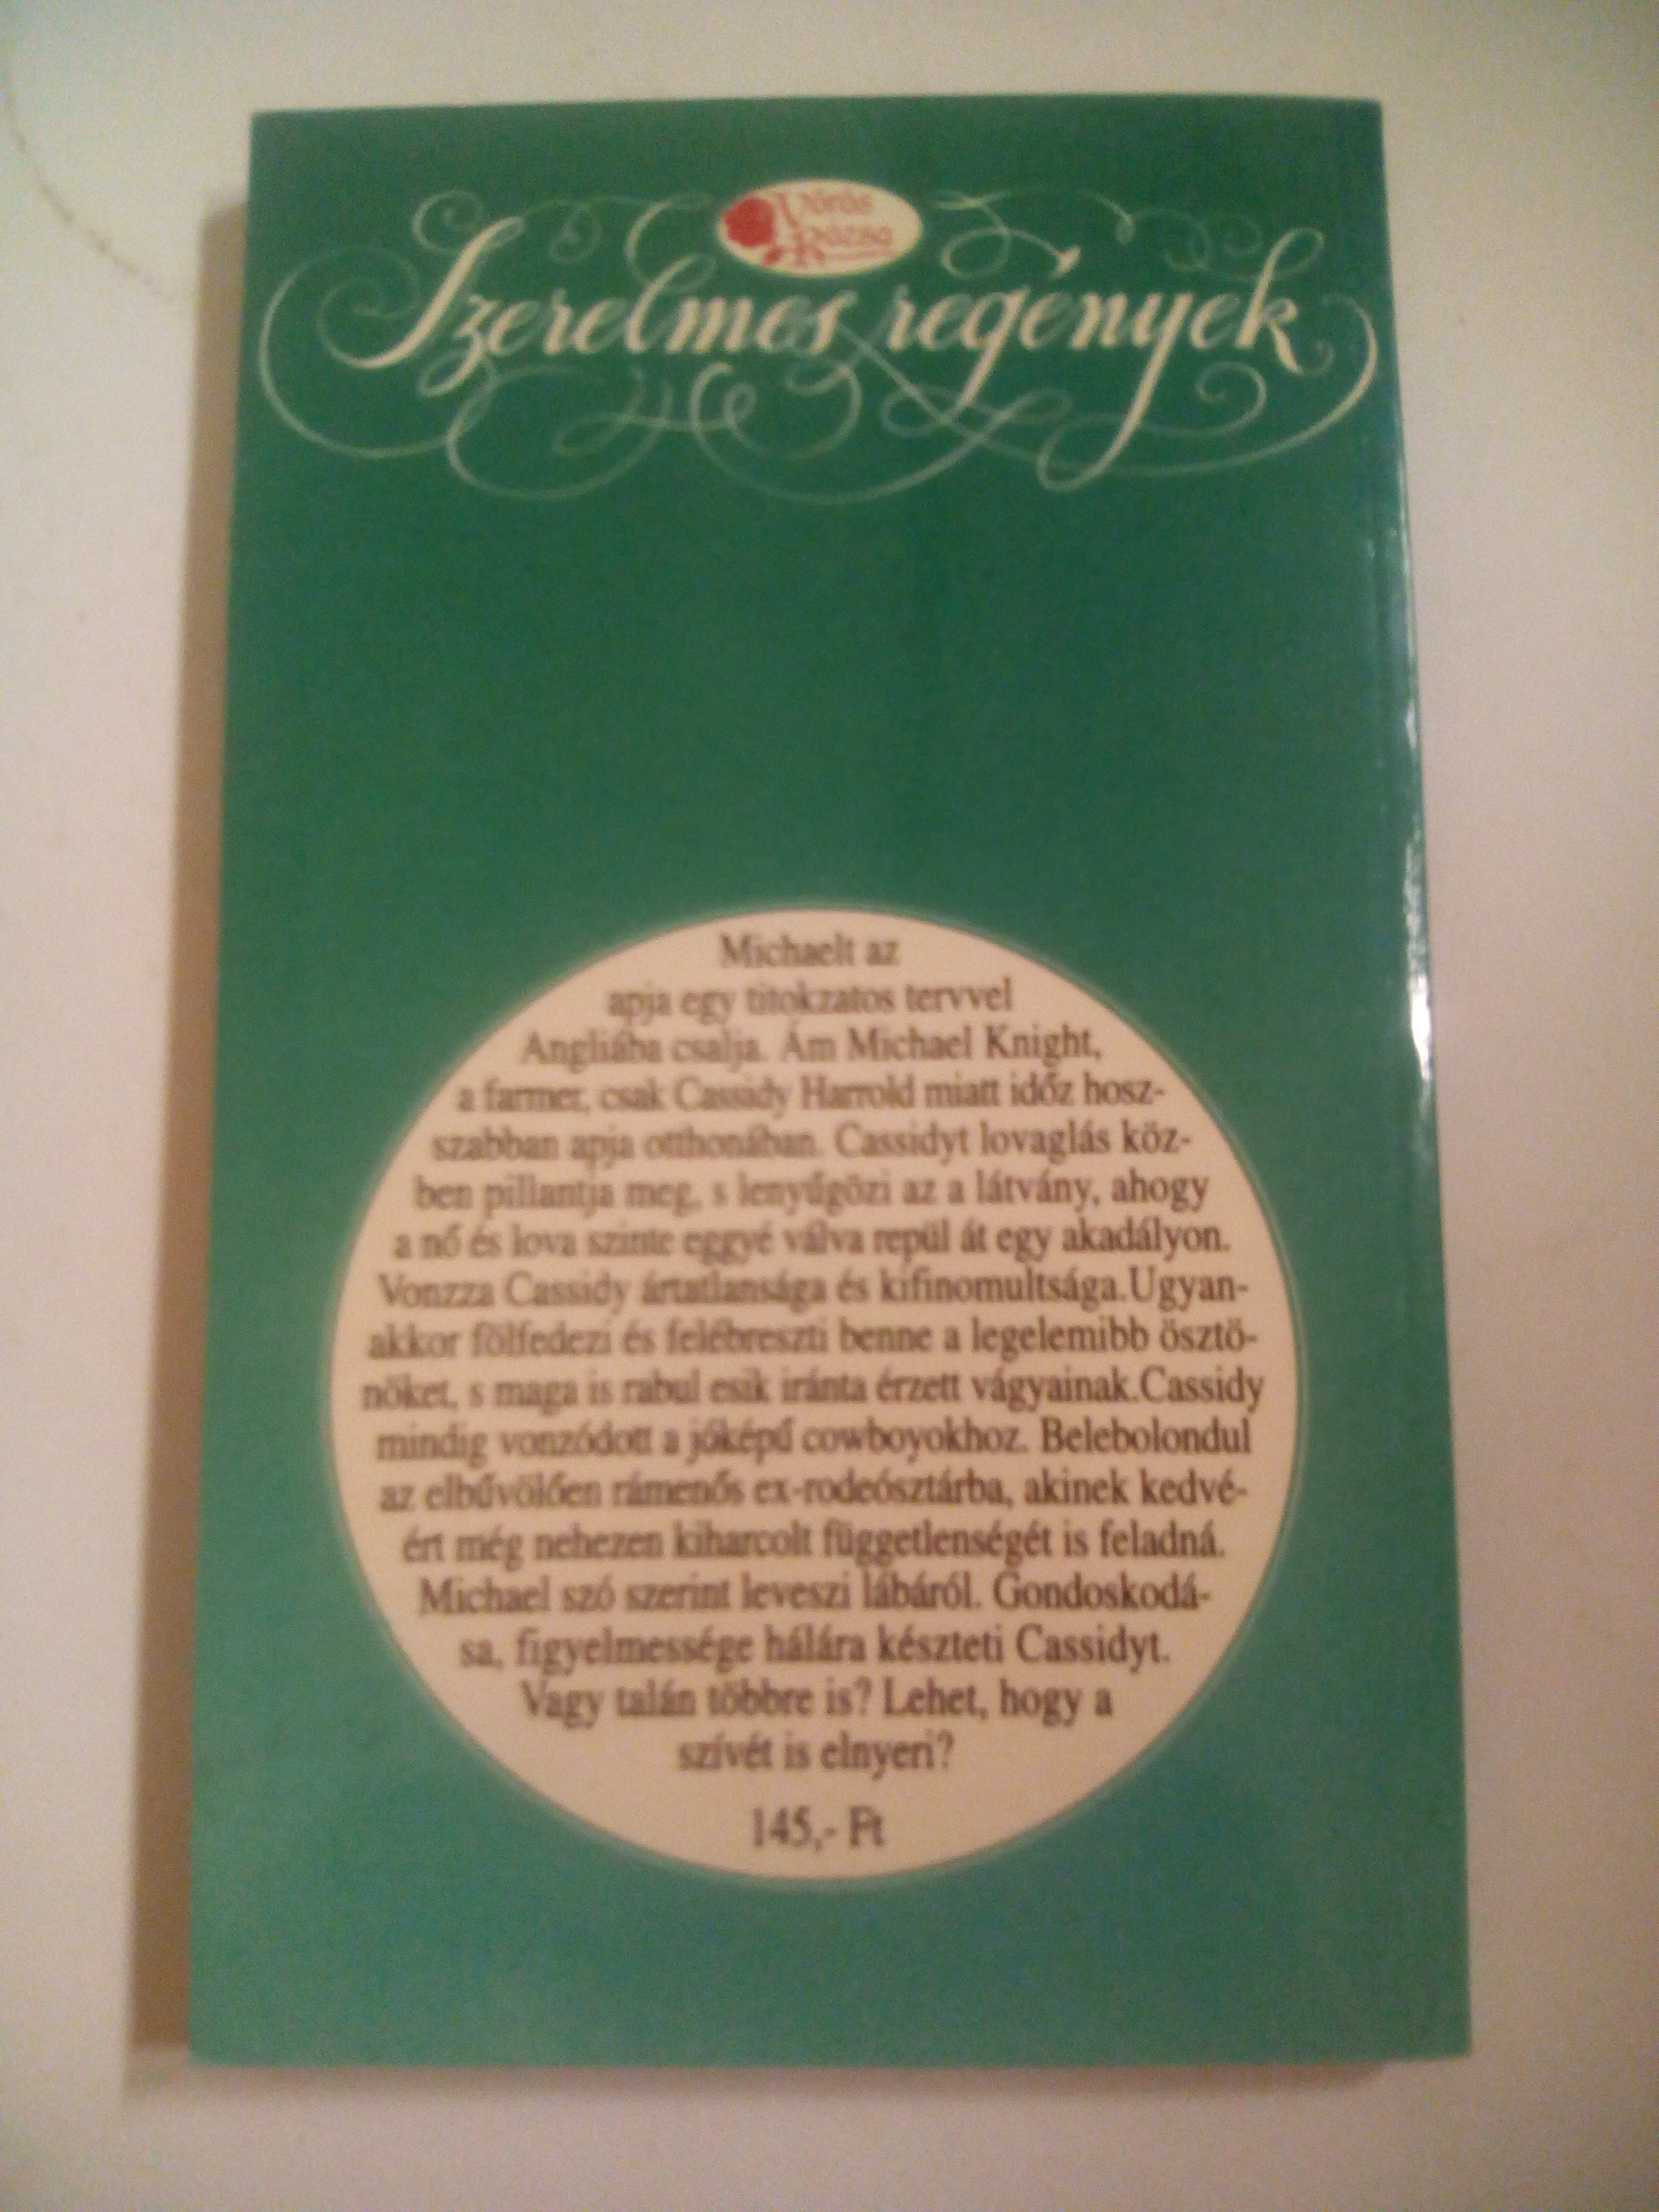 Vörös
Rózsa
Szerelmes regények
Michaelt az
apja egy titokzatos tervvel
Angliába csalja. Ám Michael Knight,
a farmer, csak Cassidy Harrold miatt időz hosz-
szabban apja otthonában. Cassidyt lovaglás köz-
ben pillantja meg, s lenyűgözi az a látvány, ahogy
a nő és lova szinte eggyé válva repül át egy akadályon.
Vonzza Cassidy ártatlansága és kifinomultsága.Ugyan-
akkor fölfedezi és felébreszti benne a legelemibb ösztö-
nöket, s maga is rabul esik iránta érzett vágyainak.Cassidy
mindig vonzódott a jóképű cowboyokhoz. Belebolondul
az elbűvölően rámenős ex-rodeósztárba, akinek kedvé-
ért még nehezen kiharcolt függetlenségét is feladná.
Michael szó szerint leveszi lábáról. Gondoskodá-
sa, figyelmessége hálára készteti Cassidyt.
Vagy talán többre is? Lehet, hogy a
szívét is elnyeri?
145,- Ft